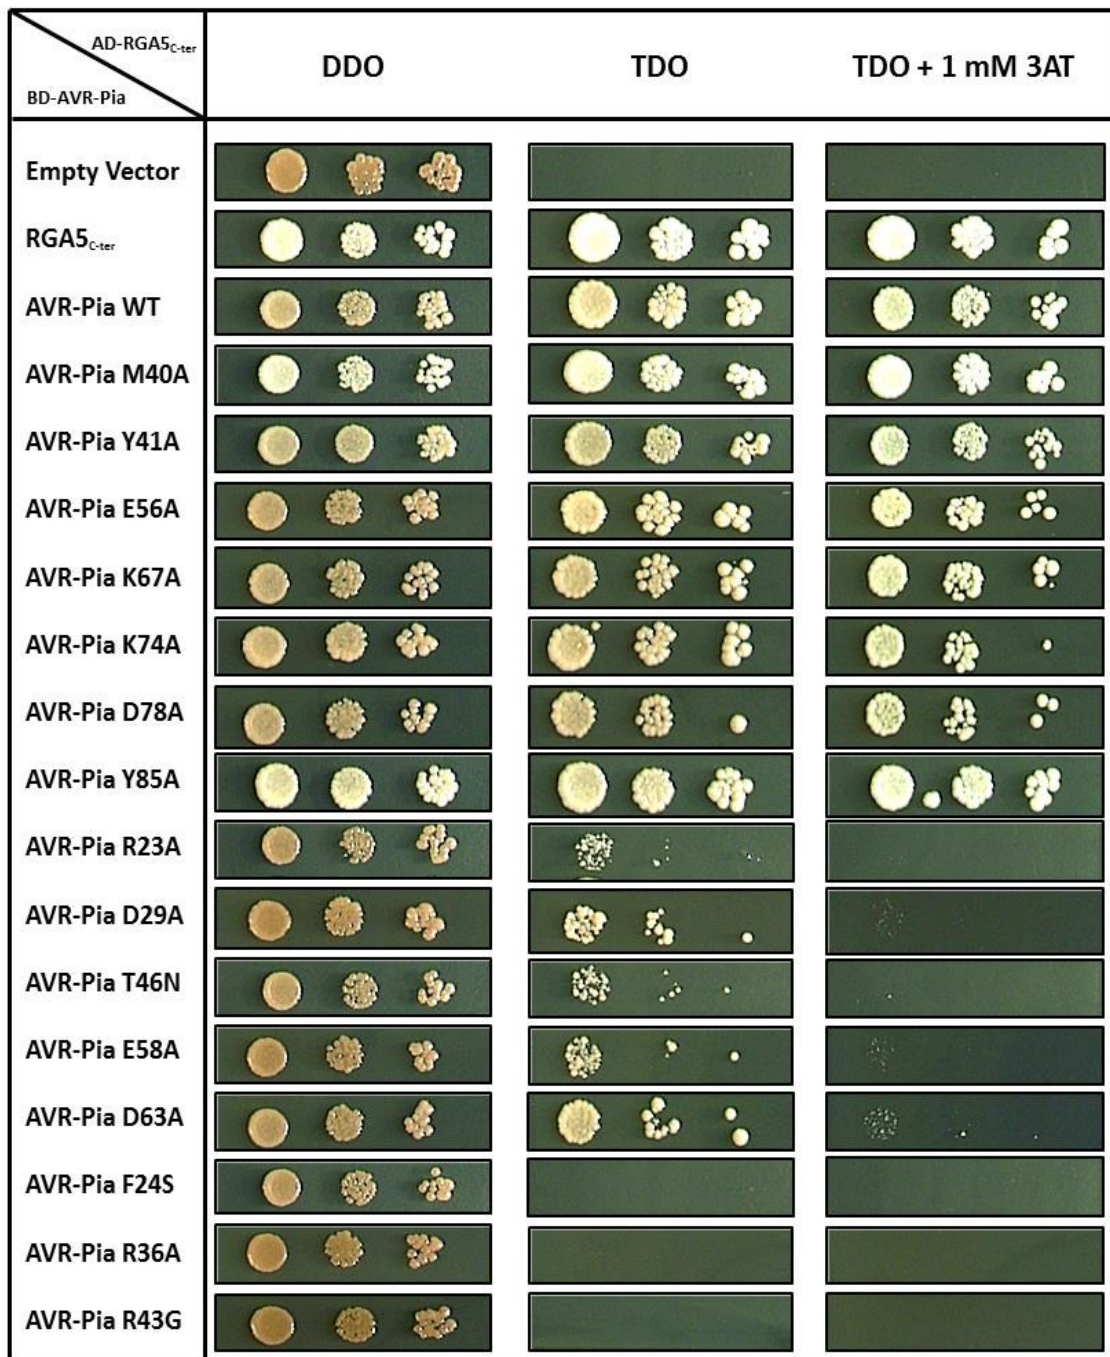 AD-RGA5C-ter
BD-AVR-Pia
DDO
TDO
TDO + 1 mM 3AT
Empty Vector
RGA5C-ter
AVR-Pia WT
AVR-Pia M40A
AVR-Pia Y41A
AVR-Pia E56A
AVR-Pia K67A
AVR-Pia K74A
AVR-Pia D78A
AVR-Pia Y85A
AVR-Pia R23A
AVR-Pia D29A
AVR-Pia T46N
AVR-Pia E58A
AVR-Pia D63A
AVR-Pia F24S
AVR-Pia R36A
AVR-Pia R43G